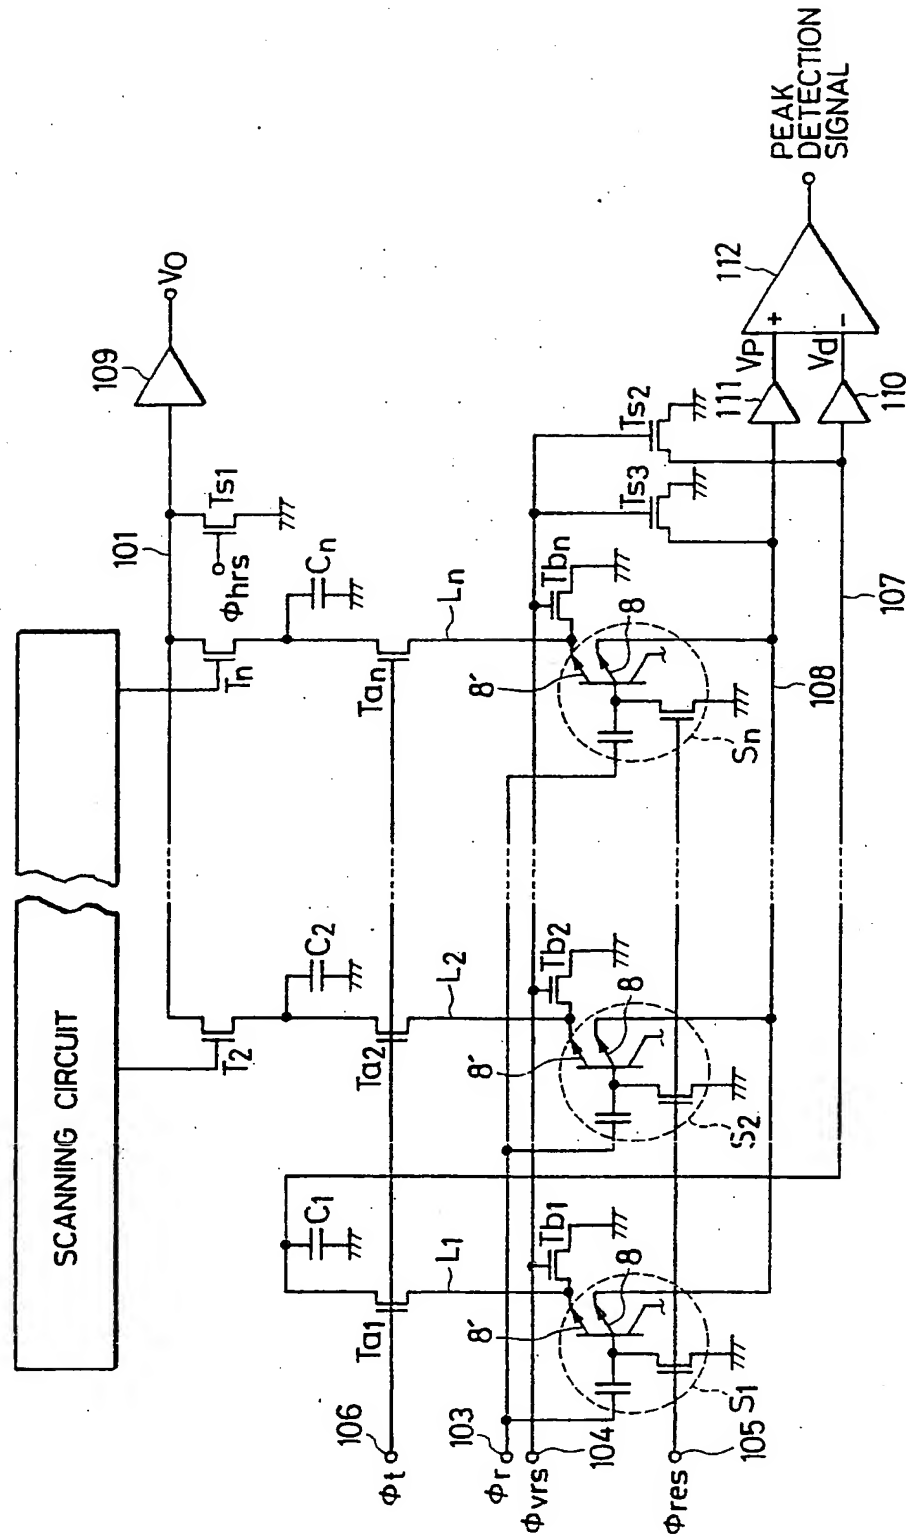 SCANNING CIRCUIT
T2
Tn
101
109
VO
Φhrs
Ts1
C1
C2
Cn
106
Φt
Ta1
Ta2
Tan
L1
L2
Ln
103
Φr
Φvrs
104
Tb1
Tb2
Tbn
Ts3
Ts2
8′
8
8′
8
8′
8
S1
S2
Sn
Φres
105
108
107
111
110
VP
Vd
+
−
112
PEAK
DETECTION
SIGNAL